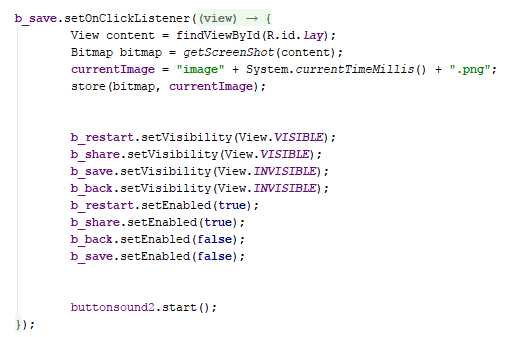 b_save.setOnClickListener((view) → {
View content = findViewById(R.id.lay);
Bitmap bitmap = getScreenShot(content);
currentImage = "image" + System.currentTimeMillis() + ".png";
store(bitmap, currentImage);
b_restart.setVisibility(View.VISIBLE);
b_share.setVisibility(View.VISIBLE);
b_save.setVisibility(View.INVISIBLE);
b_back.setVisibility(View.INVISIBLE);
b_restart.setEnabled(true);
b_share.setEnabled(true);
b_back.setEnabled(false);
b_save.setEnabled(false);
buttonsound2.start();
});